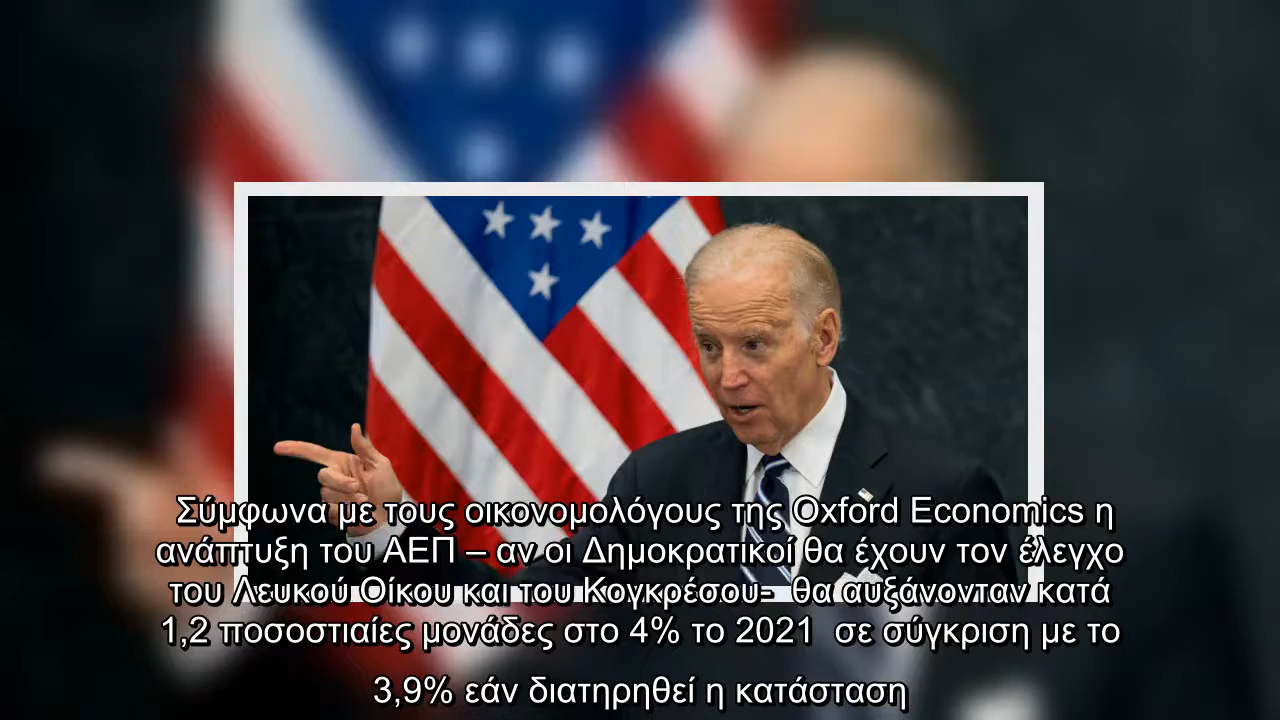 Σύμφωνα με τους οικονομολόγους της Oxford Economics η
ανάπτυξη του ΑΕΠ – αν οι Δημοκρατικοί θα έχουν τον έλεγχο
του Λευκού Οίκου και του Κογκρέσου- θα αυξάνονταν κατά
1,2 ποσοστιαίες μονάδες στο 4% το 2021 σε σύγκριση με το
3,9% εάν διατηρηθεί η κατάσταση